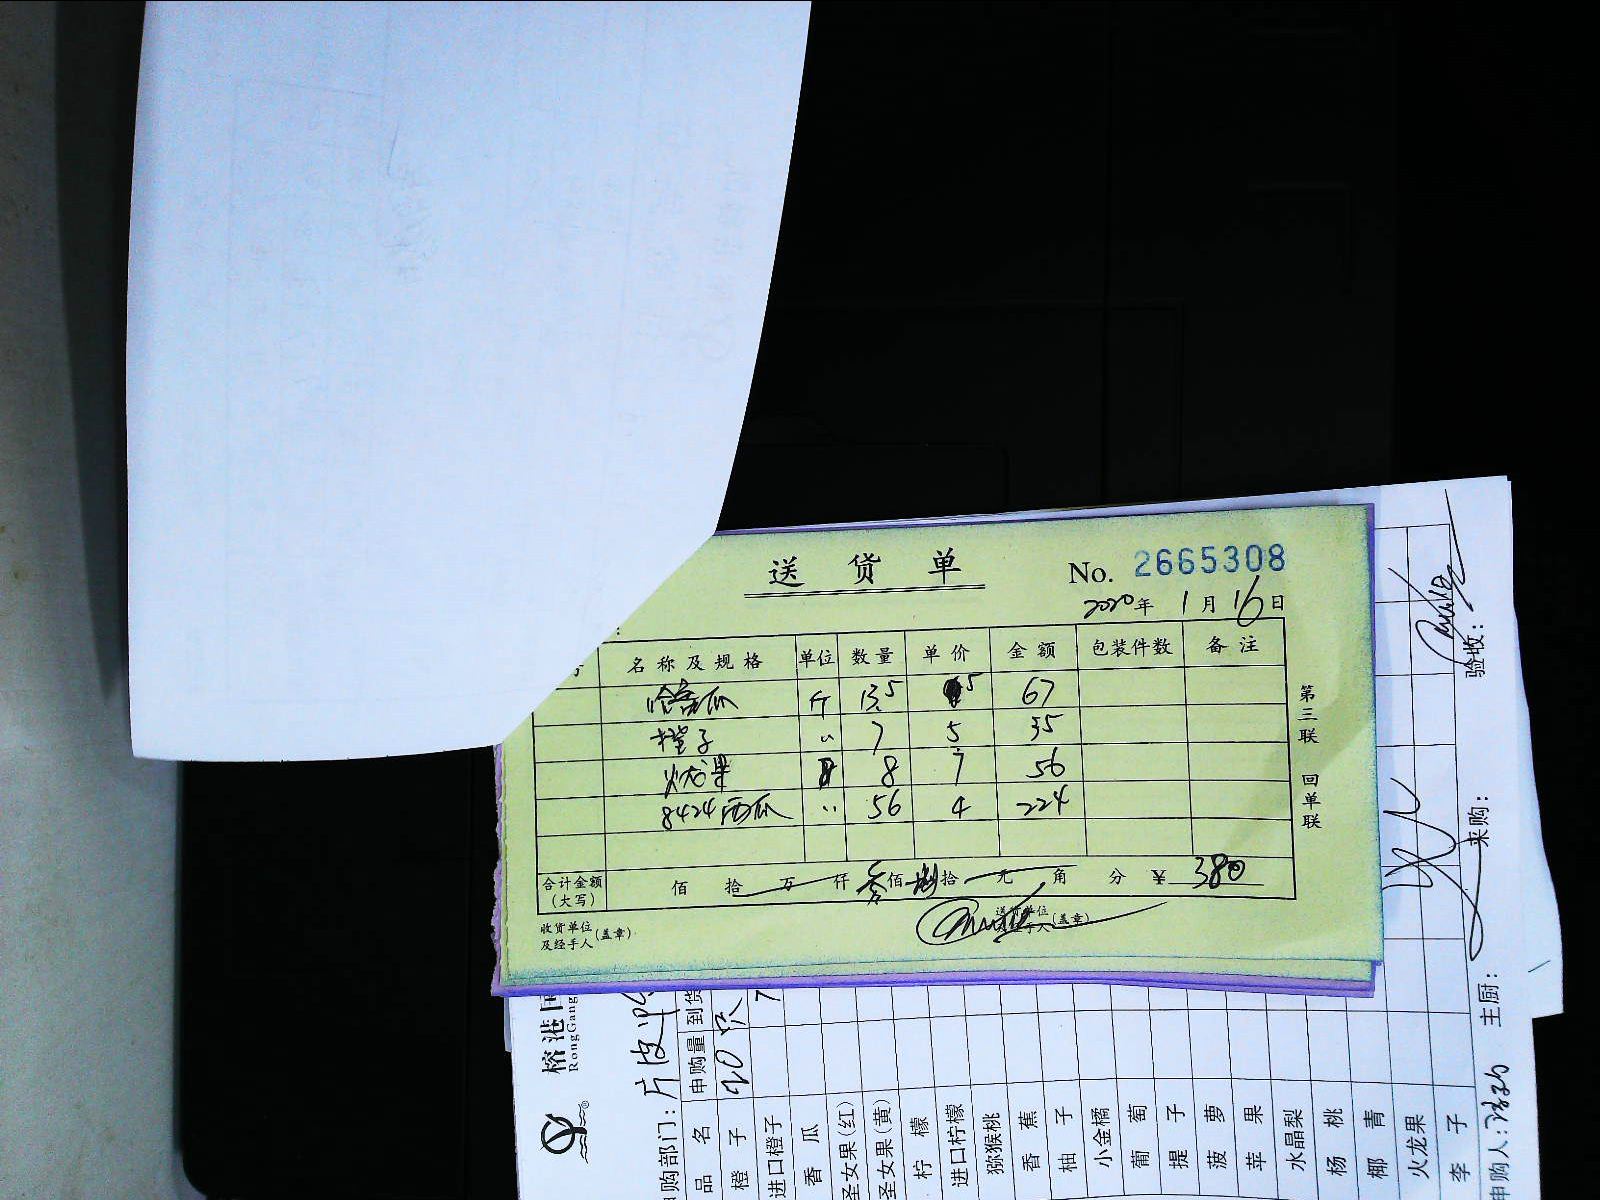 送 货 单
No. 2665308
2020年 1月 16日
名称及规格 单位 数量 单价 金额 包装件数 备注
哈密瓜 斤 13.5 5 67
橙子 〃 7 5 35
火龙果 8 7 56
8424西瓜 〃 56 4 224
合计金额(大写) 佰 拾 万 仟 叁佰 捌拾 元 角 分 ¥ 380
收货单位及经手人(盖章)
送货单位及经手人(盖章)
第三联 回单联
榕港国
RongGang
申购部门:
品名 申购量 到货
橙子 20只 7
进口橙子
香瓜
圣女果(红)
圣女果(黄)
柠檬
进口柠檬
猕猴桃
香蕉
柚子
小金橘
葡萄
提子
菠萝
苹果
水晶梨
杨桃
椰青
火龙果
李子
申购人:
主厨:
采购:
验收: